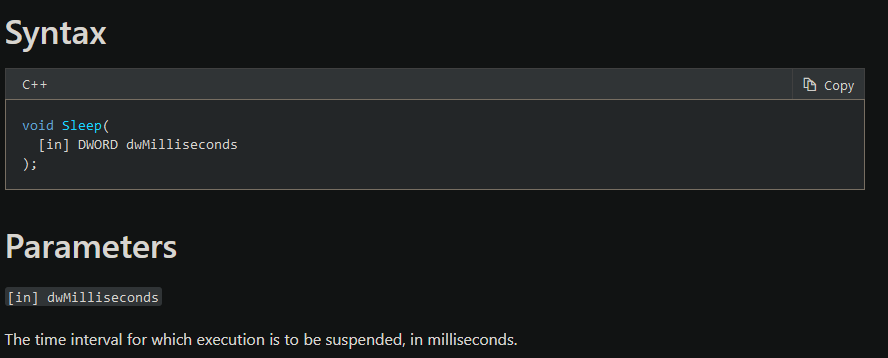 Syntax
C++ Copy
void Sleep(
  [in] DWORD dwMilliseconds
);
Parameters
[in] dwMilliseconds
The time interval for which execution is to be suspended, in milliseconds.